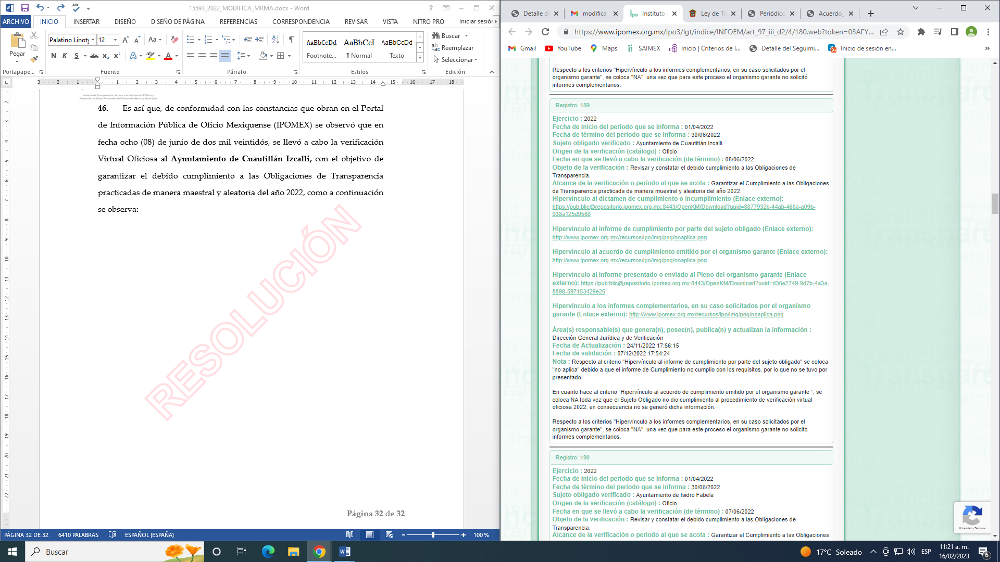 15593_2022_MODIFICA_MRMA.docx - Word
ARCHIVO INICIO INSERTAR DISEÑO DISEÑO DE PÁGINA REFERENCIAS CORRESPONDENCIA REVISAR VISTA NITRO PRO Iniciar sesión
Pegar
Palatino Linoty 12
AaBbCcDd AaBbCcI AaBbCcDd
Footnote... ¶ Normal Texto
Buscar
Reemplazar
Seleccionar
Portapape... Fuente Párrafo Estilos Edición
Instituto de Transparencia, Acceso a la Información Pública y
Protección de Datos Personales del Estado de México y Municipios
46. Es así que, de conformidad con las constancias que obran en el Portal
de Información Pública de Oficio Mexiquense (IPOMEX) se observó que en
fecha ocho (08) de junio de dos mil veintidós, se llevó a cabo la verificación
Virtual Oficiosa al Ayuntamiento de Cuautitlán Izcalli, con el objetivo de
garantizar el debido cumplimiento a las Obligaciones de Transparencia
practicadas de manera maestral y aleatoria del año 2022, como a continuación
se observa:
RESOLUCIÓN
Página 32 de 32
PÁGINA 32 DE 32 6410 PALABRAS ESPAÑOL (ESPAÑA) 100 %
Detalle d modifica Instituto Ley de Tr Periódico Acuerdo_
https://www.ipomex.org.mx/ipo3/lgt/indice/INFOEM/art_97_iii_d2/4/180.web?token=03AFY...
Gmail YouTube Maps SAIMEX Inicio | Criterios de I... Detalle del Seguimi... Inicio de sesión en... »
Respecto a los criterios "Hipervínculo a los informes complementarios, en su caso solicitados por el
organismo garante", se coloca "NA", una vez que para este proceso el organismo garante no solicitó
informes complementarios.
Registro: 189
Ejercicio : 2022
Fecha de inicio del periodo que se informa : 01/04/2022
Fecha de término del periodo que se informa : 30/06/2022
Sujeto obligado verificado : Ayuntamiento de Cuautitlán Izcalli
Origen de la verificación (catálogo) : Oficio
Fecha en que se llevó a cabo la verificación (de término) : 08/06/2022
Objeto de la verificación : Revisar y constatar el debido cumplimiento a las Obligaciones de
Transparencia.
Alcance de la verificación o período al que se acota : Garantizar el Cumplimiento a las Obligaciones
de Transparencia practicada de manera muestral y aleatoria del año 2022.
Hipervínculo al dictamen de cumplimiento o incumplimiento (Enlace externo):
https://pub:blic@repositorio.ipomex.org.mx:8443/OpenKM/Download?uuid=8877932b-44ab-460a-a09b-
938a125d9568
Hipervínculo al informe de cumplimiento por parte del sujeto obligado (Enlace externo):
http://www.ipomex.org.mx/recursos/ipo/img/png/noaplica.png
Hipervínculo al acuerdo de cumplimiento emitido por el organismo garante (Enlace externo):
http://www.ipomex.org.mx/recursos/ipo/img/png/noaplica.png
Hipervínculo al informe presentado o enviado al Pleno del organismo garante (Enlace
externo): https://pub:blic@repositorio.ipomex.org.mx:8443/OpenKM/Download?uuid=d36e2749-9d7b-4a3a-
8898-597153429e26
Hipervínculo a los informes complementarios, en su caso solicitados por el organismo
garante (Enlace externo): http://www.ipomex.org.mx/recursos/ipo/img/png/noaplica.png
Área(s) responsable(s) que genera(n), posee(n), publica(n) y actualizan la información :
Dirección General Jurídica y de Verificación
Fecha de Actualización : 24/11/2022 17:56:15
Fecha de validación : 07/12/2022 17:54:24
Nota : Respecto al criterio "Hipervínculo al informe de cumplimiento por parte del sujeto obligado" se coloca
"no aplica" debido a que el informe de Cumplimiento no cumplio con los requisitos, por lo que no se tuvo por
presentado.
En cuanto hace al criterio “Hipervínculo al acuerdo de cumplimiento emitido por el organismo garante “, se
coloca NA toda vez que el Sujeto Obligado no dio cumplimiento al procedimiento de verificación virtual
oficiosa 2022, en consecuencia no se generó dicha información.
Respecto a los criterios "Hipervínculo a los informes complementarios, en su caso solicitados por el
organismo garante", se coloca "NA", una vez que para este proceso el organismo garante no solicitó
informes complementarios.
Registro: 190
Ejercicio : 2022
Fecha de inicio del periodo que se informa : 01/04/2022
Fecha de término del periodo que se informa : 30/06/2022
Sujeto obligado verificado : Ayuntamiento de Isidro Fabela
Origen de la verificación (catálogo) : Oficio
Fecha en que se llevó a cabo la verificación (de término) : 07/06/2022
Objeto de la verificación : Revisar y constatar el debido cumplimiento a las Obligaciones de
Transparencia.
Alcance de la verificación o período al que se acota : Garantizar el Cumplimiento a las Obligaciones
Privacidad - Términos
Buscar
17°C Soleado ESP 11:21 a. m.
16/02/2023
6